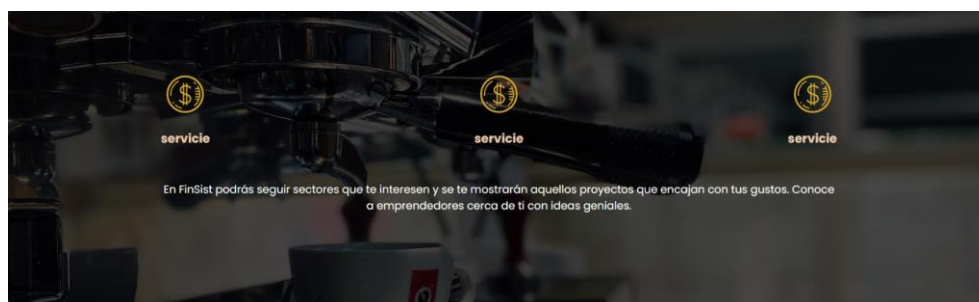 servicie
servicie
servicie
En FinSist podrás seguir sectores que te interesen y se te mostrarán aquellos proyectos que encajan con tus gustos. Conoce
a emprendedores cerca de ti con ideas geniales.